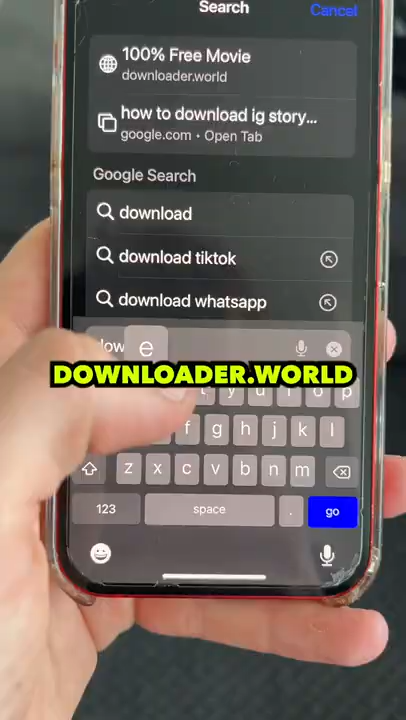 Search
Cancel
100% Free Movie
downloader.world
how to download ig story...
google.com • Open Tab
Google Search
download
download tiktok
download whatsapp
dow
e
DOWNLOADER.WORLD
t y u i o p
f g h j k l
z x c v b n m
123
space
.
go